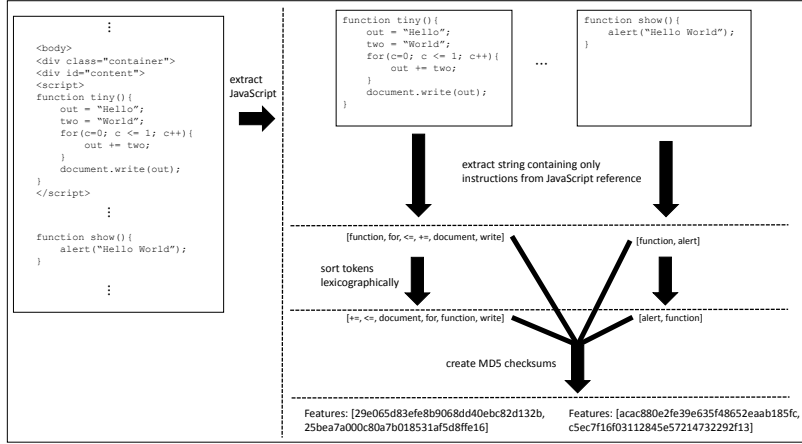 ⋮
<body>
<div class="container">
<div id="content">
<script>
function tiny(){
out = "Hello";
two = "World";
for(c=0; c <= 1; c++){
out += two;
}
document.write(out);
}
</script>
⋮
function show(){
alert("Hello World");
}
⋮
extract
JavaScript
function tiny(){
out = "Hello";
two = "World";
for(c=0; c <= 1; c++){
out += two;
}
document.write(out);
}
...
function show(){
alert("Hello World");
}
extract string containing only
instructions from JavaScript reference
[function, for, <=, +=, document, write]
[function, alert]
sort tokens
lexicographically
[+=, <=, document, for, function, write]
[alert, function]
create MD5 checksums
Features: [29e065d83efe8b9068dd40ebc82d132b,
25bea7a000c80a7b018531af5d8ffe16]
Features: [acac880e2fe39e635f48652eaab185fc,
c5ec7f16f03112845e57214732292f13]